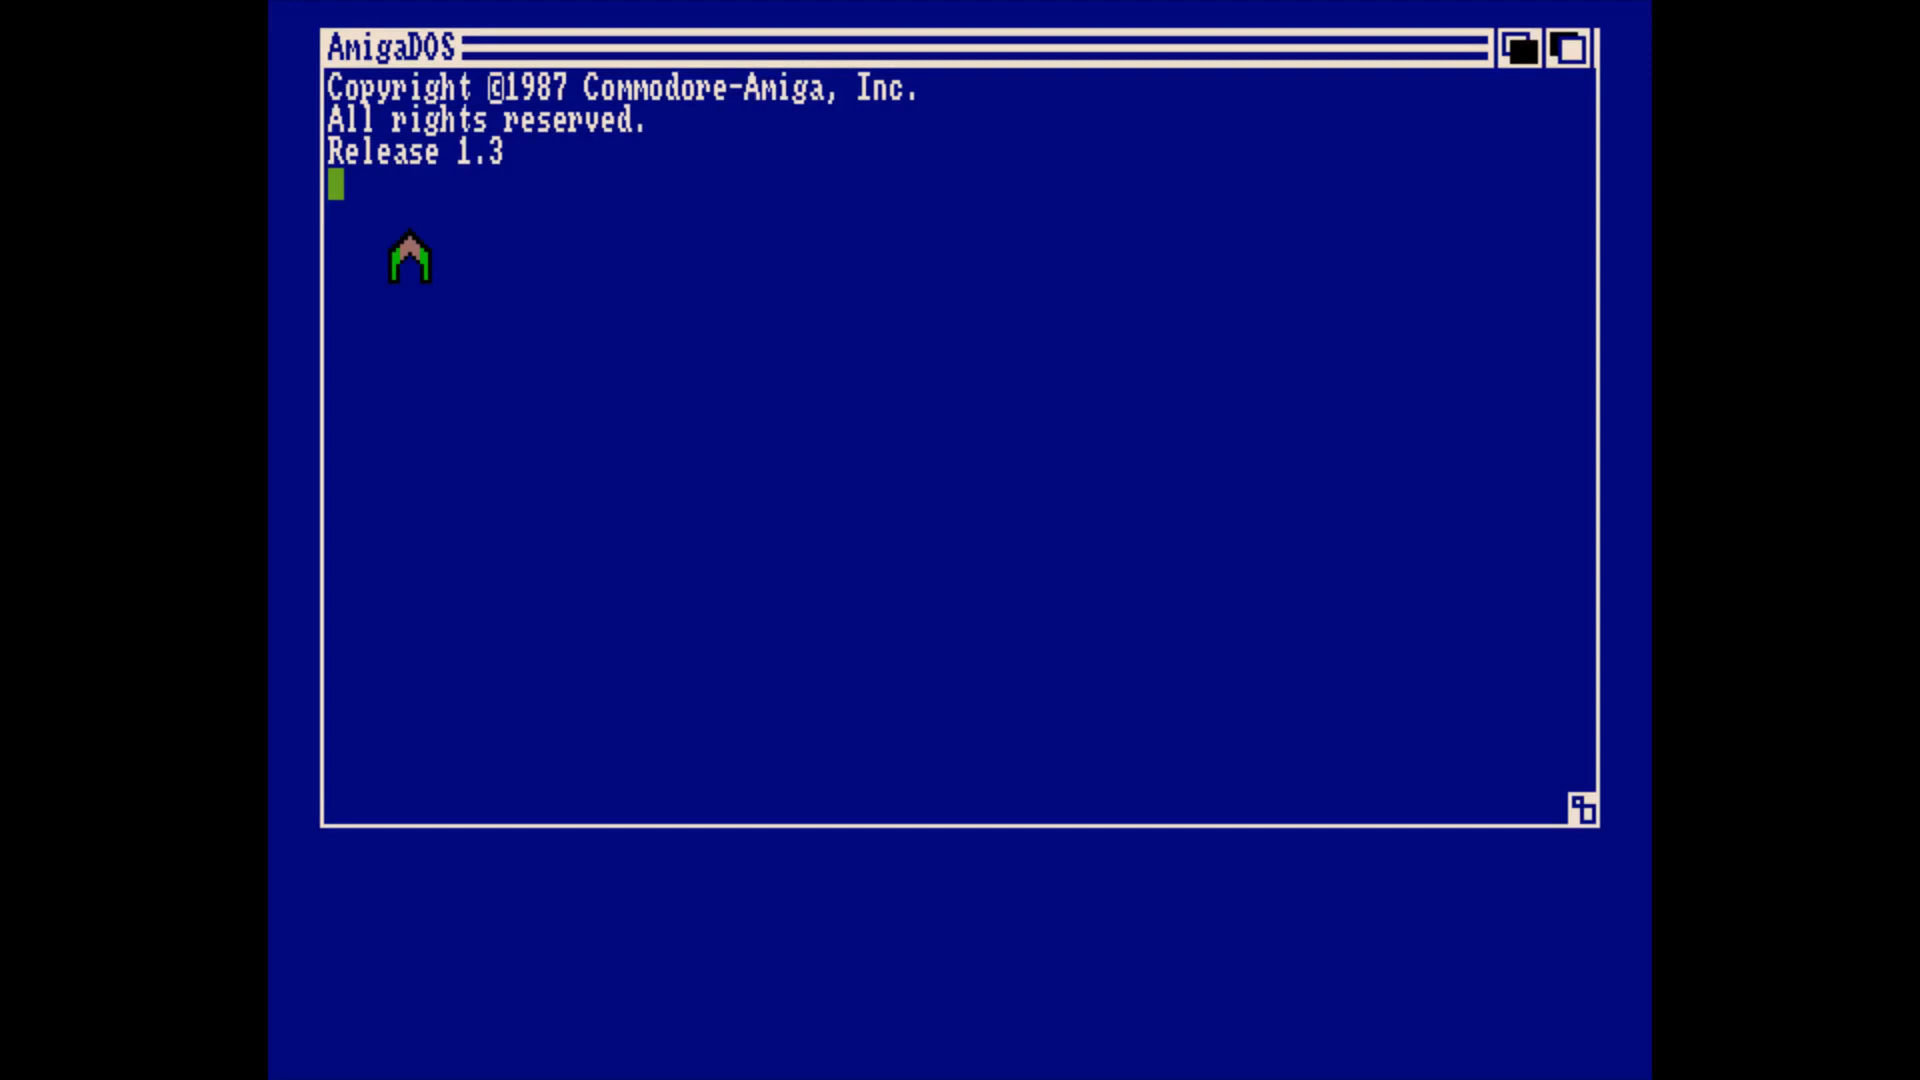 AmigaDOS
Copyright ©1987 Commodore-Amiga, Inc.
All rights reserved.
Release 1.3